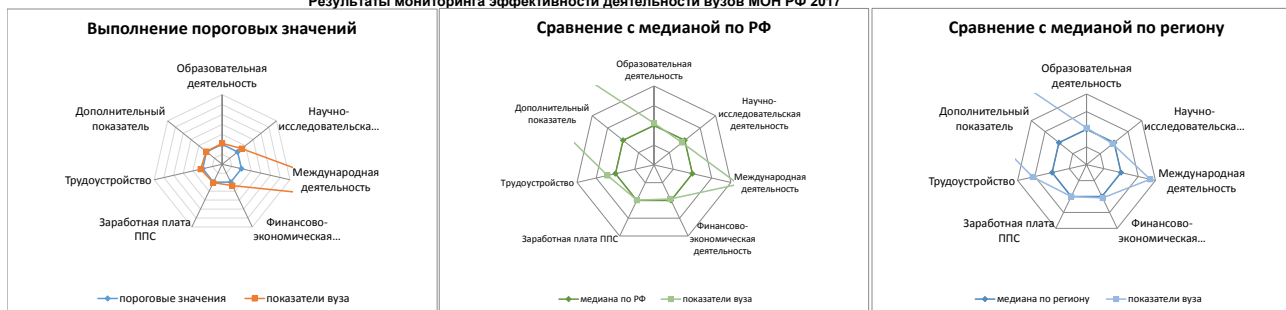 Результаты мониторинга эффективности деятельности вузов МОН РФ 2017
Выполнение пороговых значений
Образовательная
деятельность
Научно-
исследовательска...
Международная
деятельность
Финансово-
экономическая...
Заработная плата
ППС
Трудоустройство
Дополнительный
показатель
пороговые значения
показатели вуза
Сравнение с медианой по РФ
Образовательная
деятельность
Научно-
исследовательская
деятельность
Международная
деятельность
Финансово-
экономическая
деятельность
Заработная плата ППС
Трудоустройство
Дополнительный
показатель
медиана по РФ
показатели вуза
Сравнение с медианой по региону
Образовательная
деятельность
Научно-
исследовательска...
Международная
деятельность
Финансово-
экономическая...
Заработная плата
ППС
Трудоустройство
Дополнительный
показатель
медиана по региону
показатели вуза